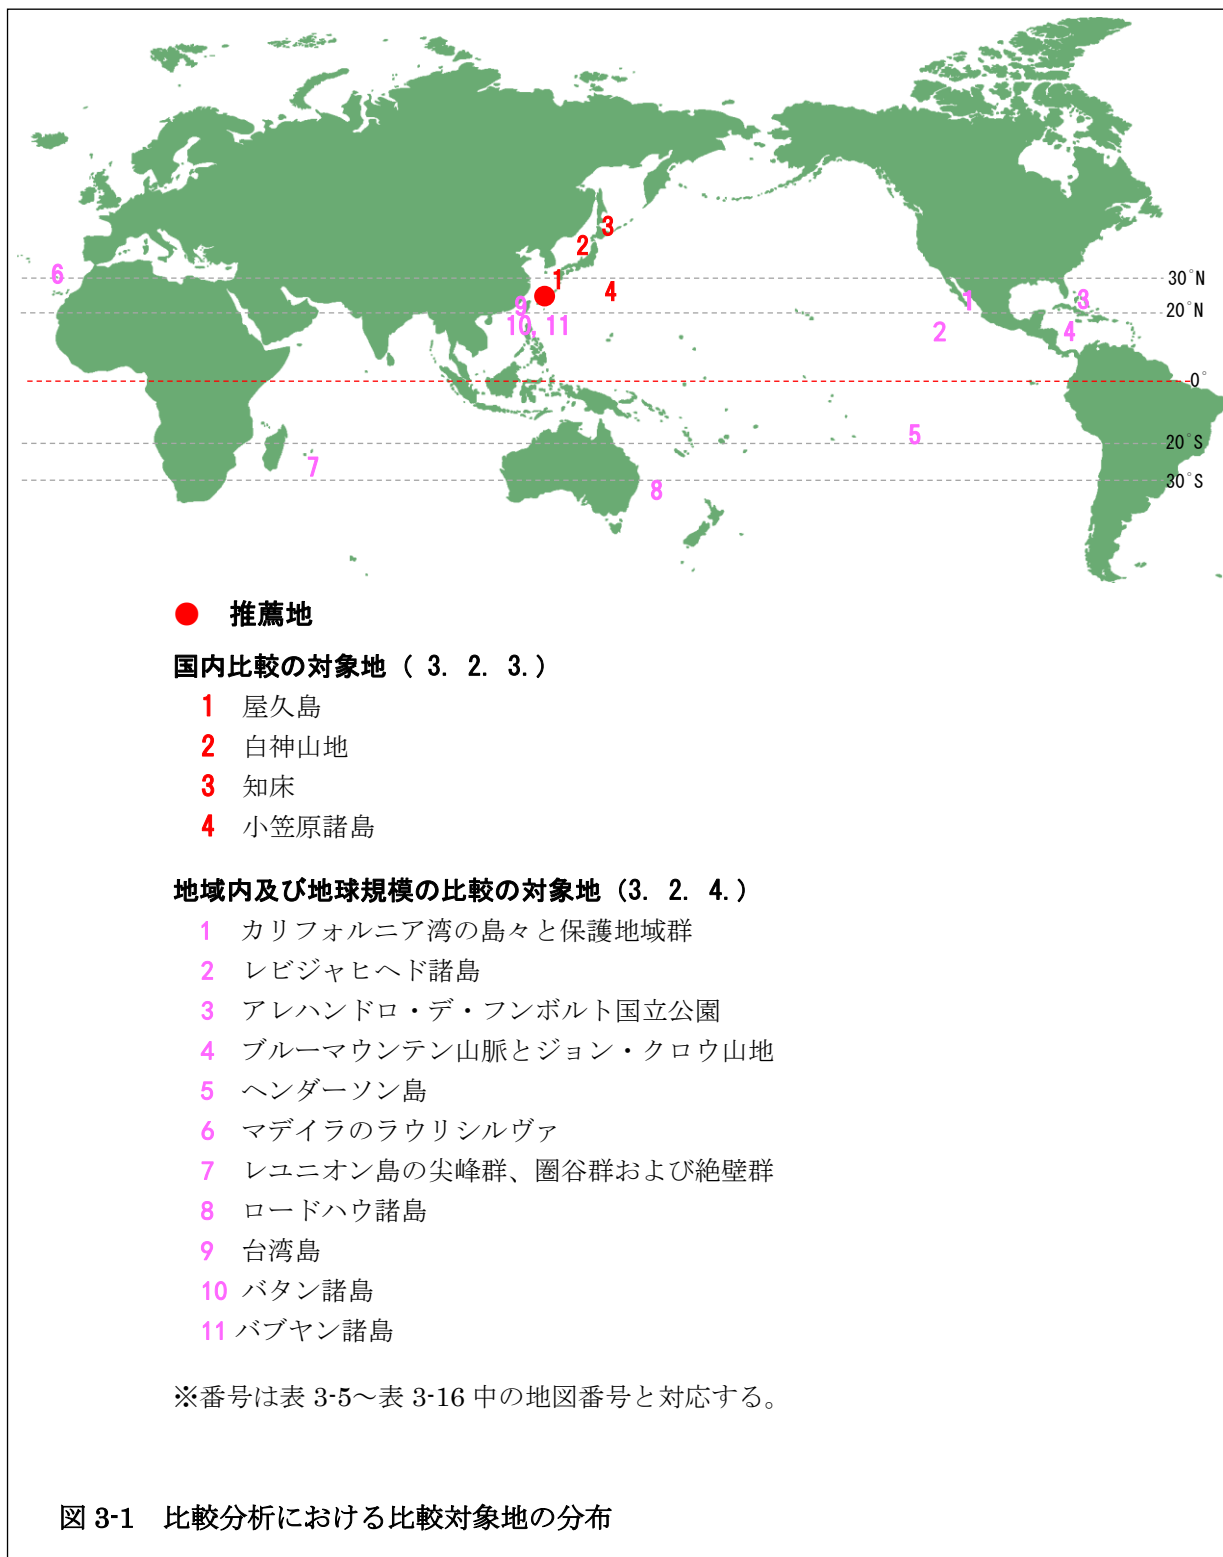 3
2
6
1
30°N
4
9
1
3
20°N
10, 11
2
4
0°
5
20°S
7
30°S
8
● 推薦地
国内比較の対象地 ( 3. 2. 3.)
1 屋久島
2 白神山地
3 知床
4 小笠原諸島
地域内及び地球規模の比較の対象地 (3. 2. 4.)
1 カリフォルニア湾の島々と保護地域群
2 レビジャヒヘド諸島
3 アレハンドロ・デ・フンボルト国立公園
4 ブルーマウンテン山脈とジョン・クロウ山地
5 ヘンダーソン島
6 マデイラのラウリシルヴァ
7 レユニオン島の尖峰群、圏谷群および絶壁群
8 ロードハウ諸島
9 台湾島
10 バタン諸島
11 バブヤン諸島
※番号は表 3-5～表 3-16 中の地図番号と対応する。
図 3-1 比較分析における比較対象地の分布